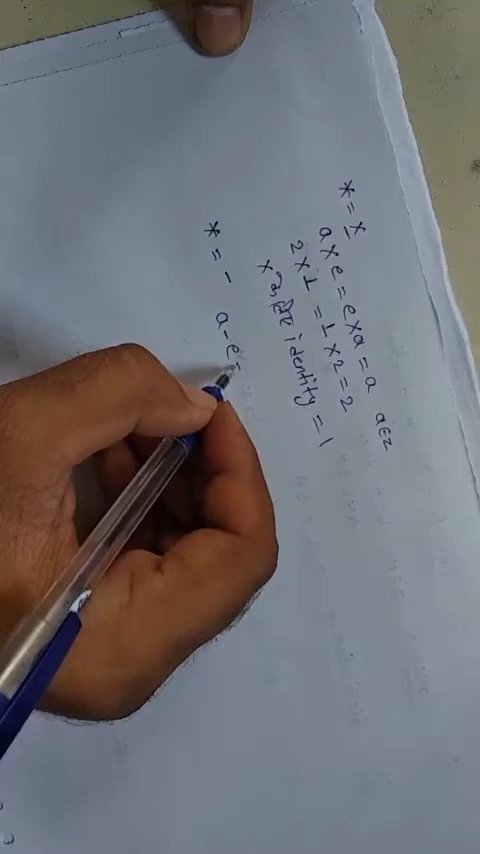 * = x
a x e = e x a = a a∈z
2 x 1 = 1 x 2 = 2
x identity = 1
* = - a - e =